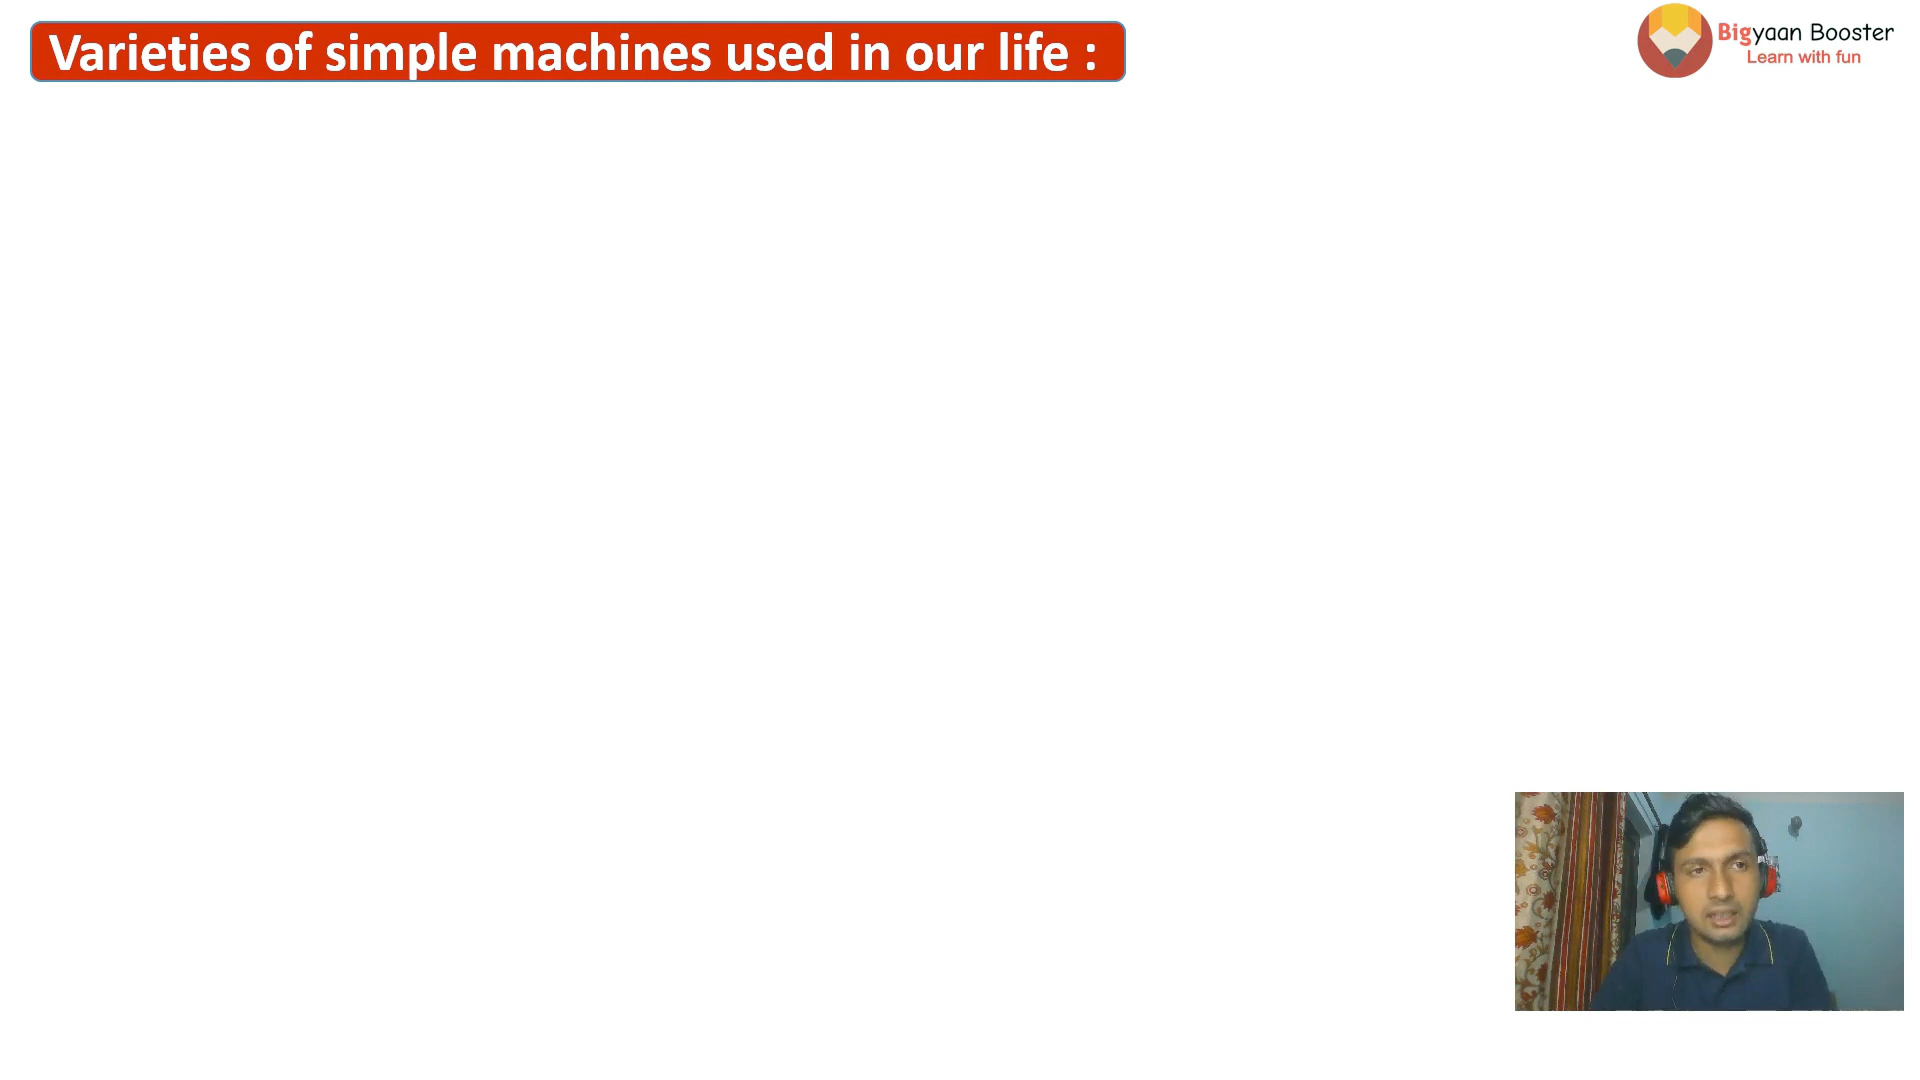 Varieties of simple machines used in our life :
Bigyaan Booster
Learn with fun